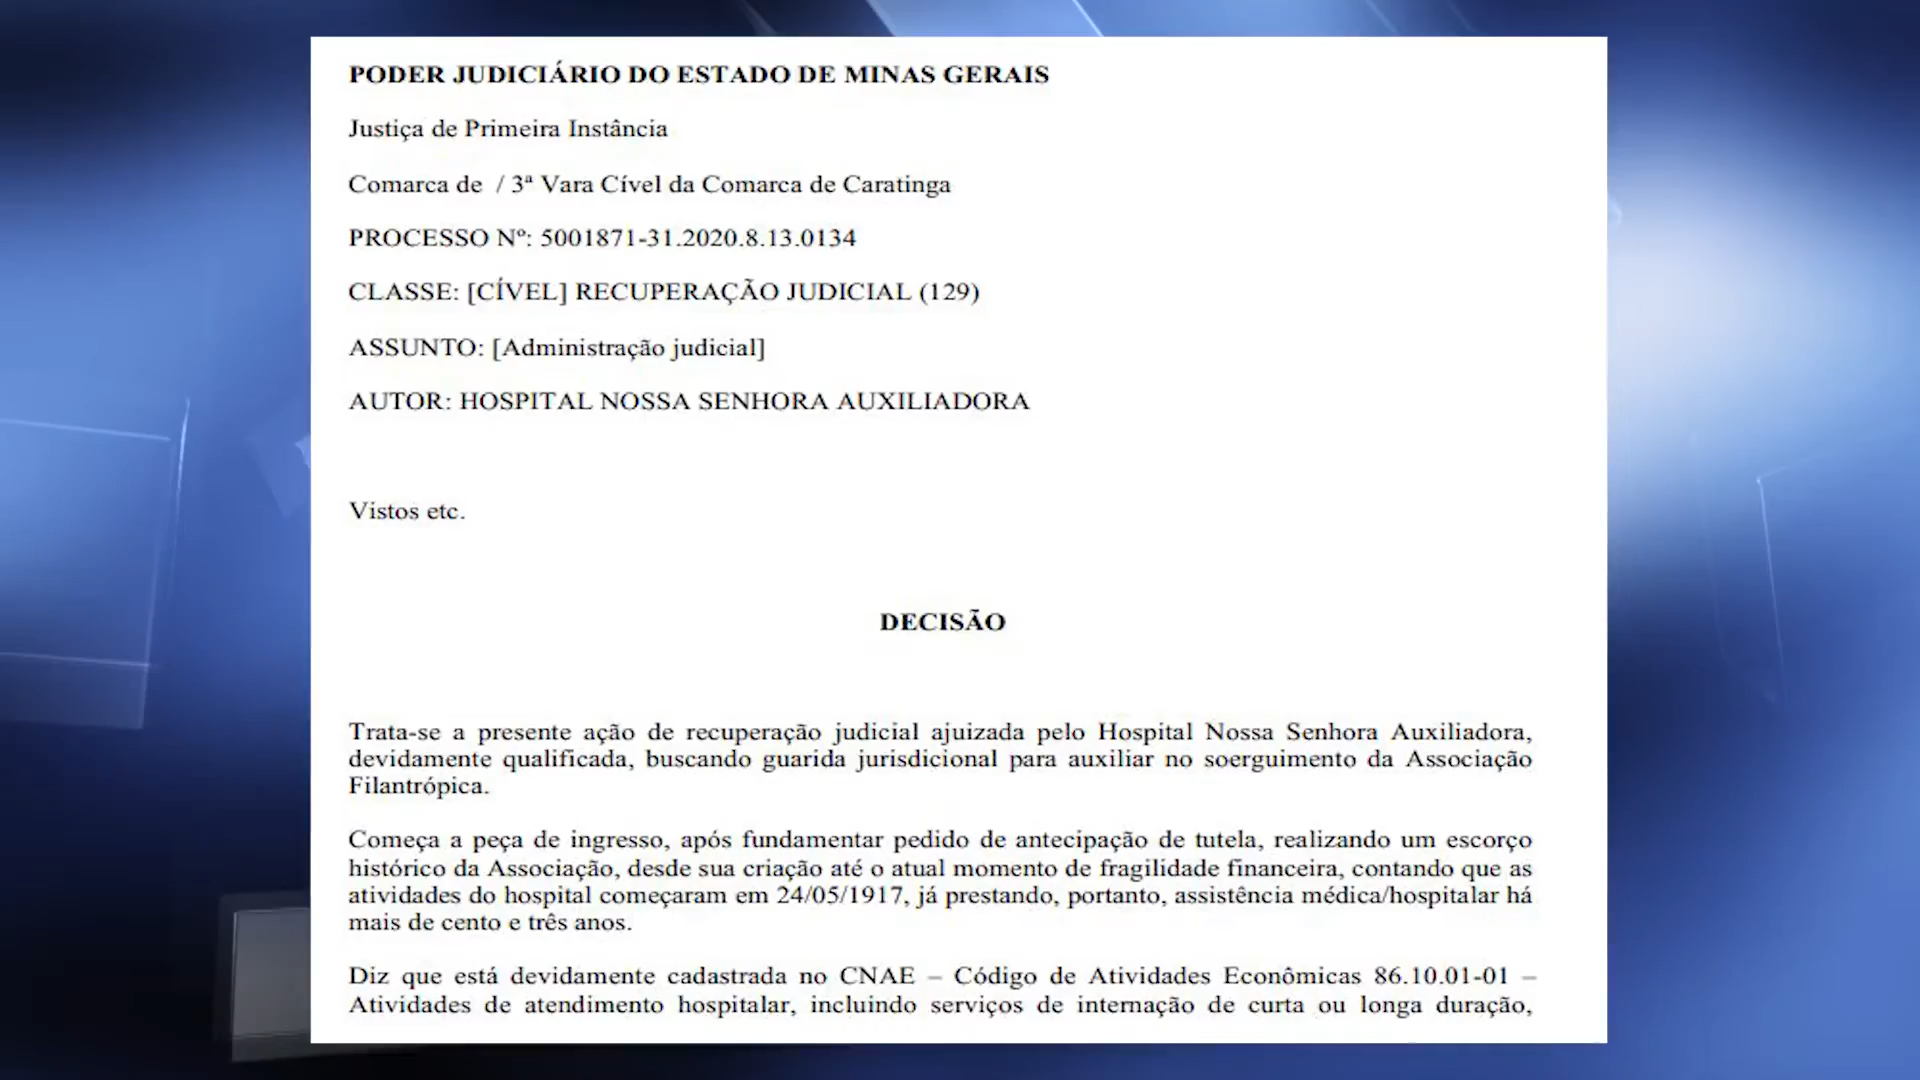 PODER JUDICIÁRIO DO ESTADO DE MINAS GERAIS
Justiça de Primeira Instância
Comarca de / 3ª Vara Cível da Comarca de Caratinga
PROCESSO Nº: 5001871-31.2020.8.13.0134
CLASSE: [CÍVEL] RECUPERAÇÃO JUDICIAL (129)
ASSUNTO: [Administração judicial]
AUTOR: HOSPITAL NOSSA SENHORA AUXILIADORA
Vistos etc.
DECISÃO
Trata-se a presente ação de recuperação judicial ajuizada pelo Hospital Nossa Senhora Auxiliadora,
devidamente qualificada, buscando guarida jurisdicional para auxiliar no soerguimento da Associação
Filantrópica.
Começa a peça de ingresso, após fundamentar pedido de antecipação de tutela, realizando um escorço
histórico da Associação, desde sua criação até o atual momento de fragilidade financeira, contando que as
atividades do hospital começaram em 24/05/1917, já prestando, portanto, assistência médica/hospitalar há
mais de cento e três anos.
Diz que está devidamente cadastrada no CNAE – Código de Atividades Econômicas 86.10.01-01 –
Atividades de atendimento hospitalar, incluindo serviços de internação de curta ou longa duração,